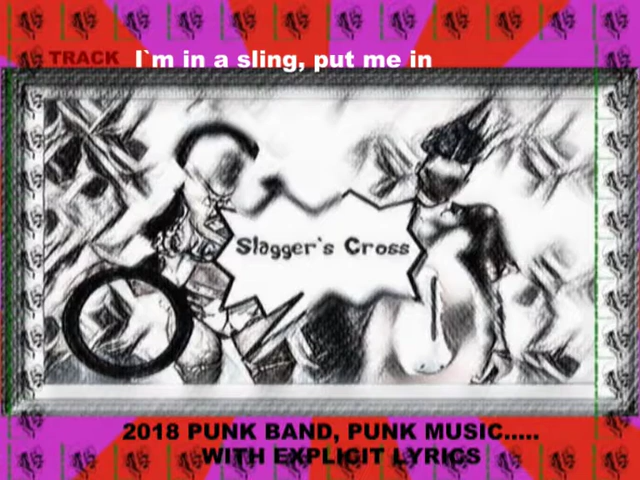 TRACK I`m in a sling, put me in
Slagger`s Cross
2018 PUNK BAND, PUNK MUSIC.....
WITH EXPLICIT LYRICS